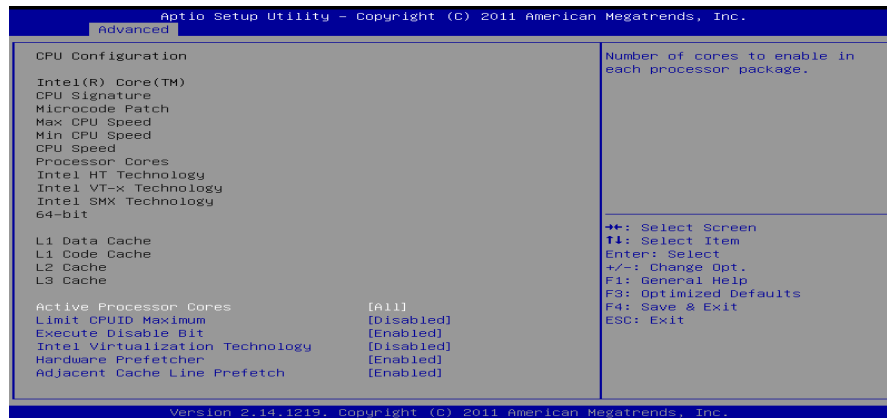 Aptio Setup Utility – Copyright (C) 2011 American Megatrends, Inc.
Advanced
CPU Configuration
Intel(R) Core(TM)
CPU Signature
Microcode Patch
Max CPU Speed
Min CPU Speed
CPU Speed
Processor Cores
Intel HT Technology
Intel VT-x Technology
Intel SMX Technology
64-bit
L1 Data Cache
L1 Code Cache
L2 Cache
L3 Cache
Active Processor Cores [All]
Limit CPUID Maximum [Disabled]
Execute Disable Bit [Enabled]
Intel Virtualization Technology [Disabled]
Hardware Prefetcher [Enabled]
Adjacent Cache Line Prefetch [Enabled]
Number of cores to enable in
each processor package.
→←: Select Screen
↑↓: Select Item
Enter: Select
+/-: Change Opt.
F1: General Help
F3: Optimized Defaults
F4: Save & Exit
ESC: Exit
Version 2.14.1219. Copyright (C) 2011 American Megatrends, Inc.